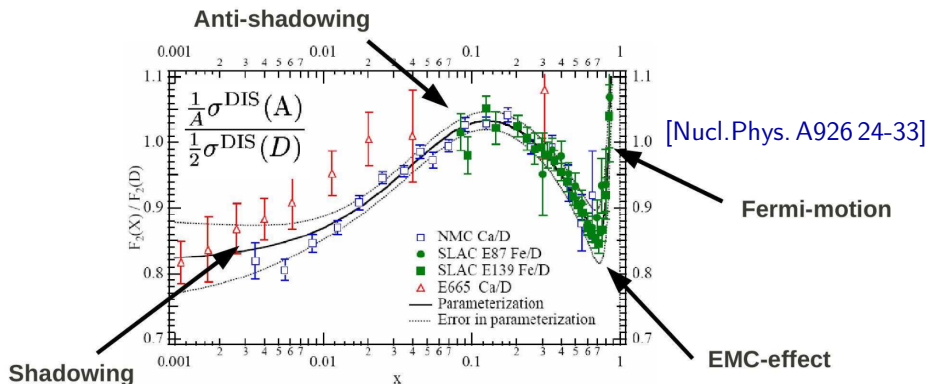 Anti-shadowing
0.001 0.01 0.1 1
2 3 4 5 6 7 2 3 4 5 6 7 2 3 4 5 6 7
1.1 1.1
1/A σ^DIS(A)
1/2 σ^DIS(D)
1.0 1.0
[Nucl.Phys. A926 24-33]
F2(X) / F2(D)
0.9 0.9
Fermi-motion
NMC Ca/D
SLAC E87 Fe/D
0.8 0.8
SLAC E139 Fe/D
E665 Ca/D
Parameterization
Error in parameterization
0.7 0.7
EMC-effect
Shadowing
2 3 4 5 6 7 2 3 4 5 6 7 2 3 4 5 6 7
0.001 0.01 0.1 1
x